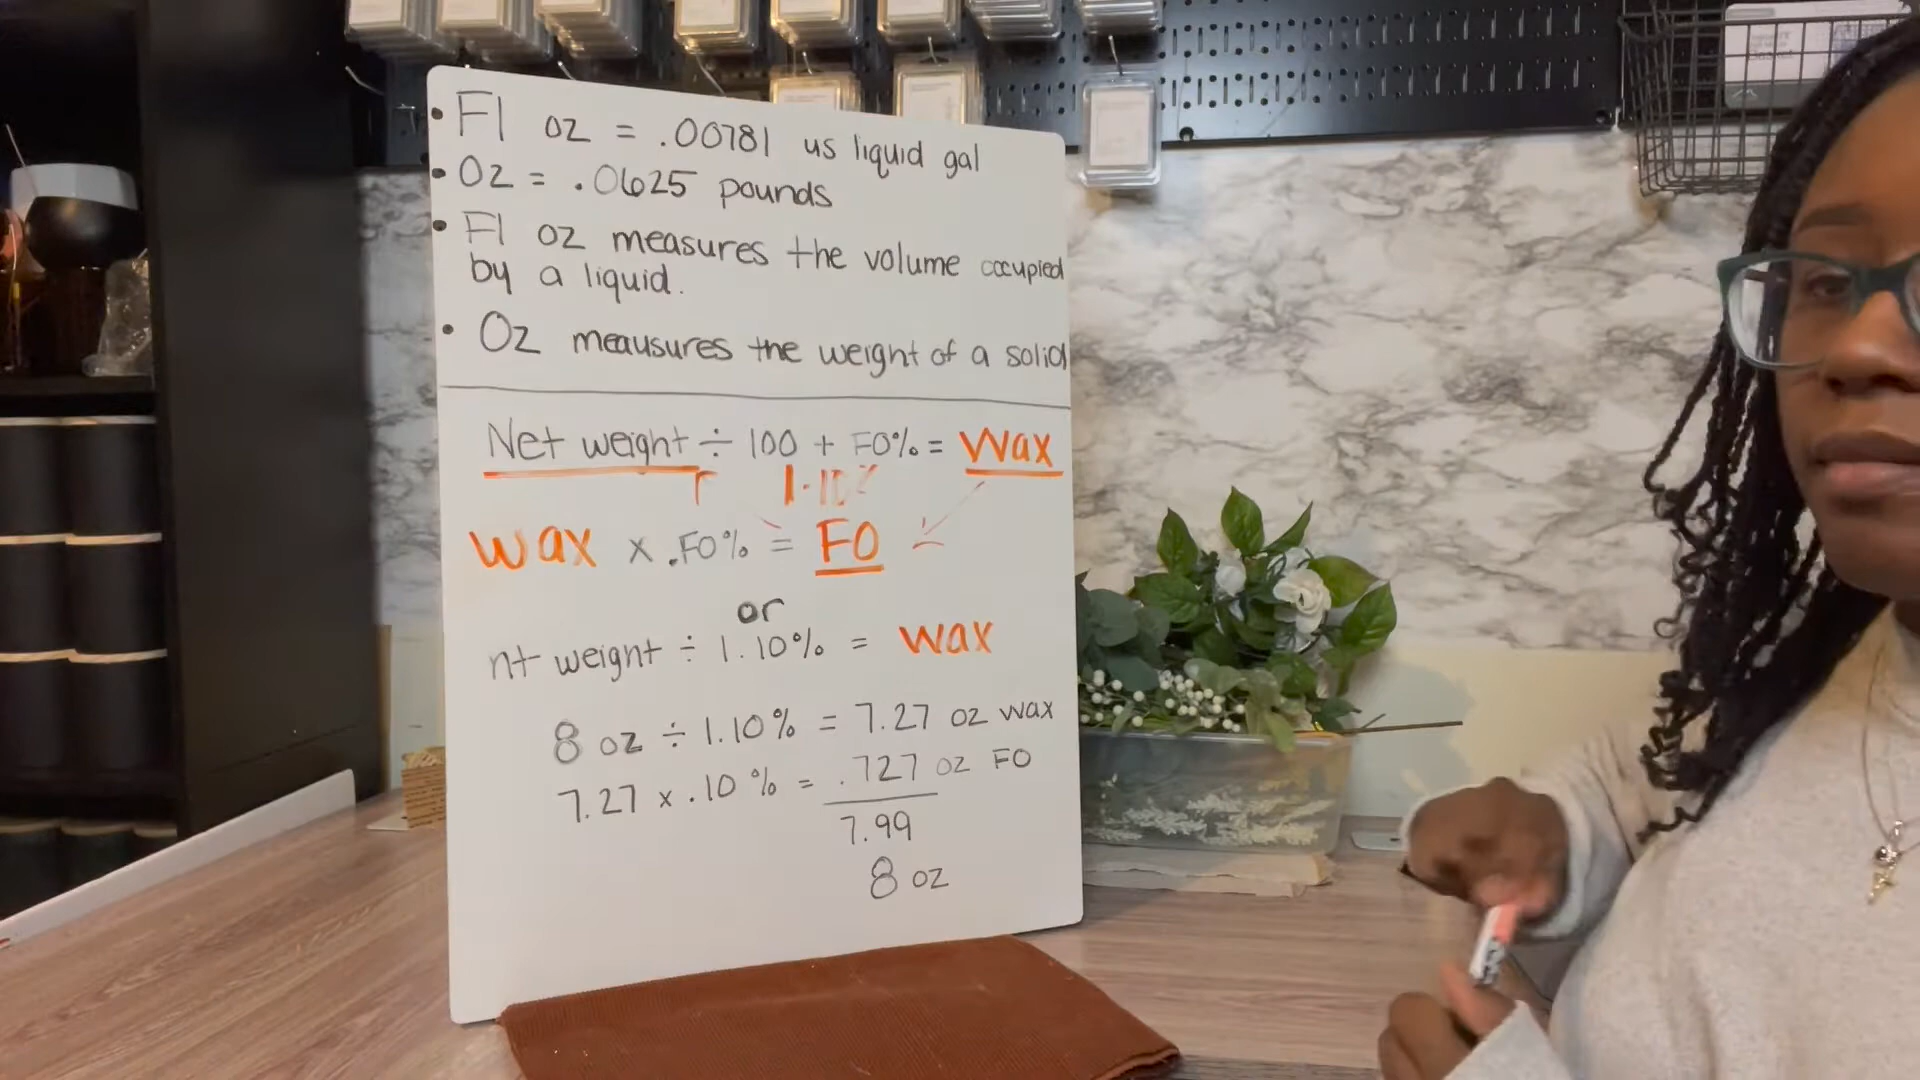 • Fl oz = .00781 us liquid gal
• Oz = .0625 pounds
• Fl oz measures the volume occupied
by a liquid.
• Oz meausures the weight of a solid
Net weight ÷ 100 + FO% = Wax
1.10%
wax x .FO% = FO
or
nt weight ÷ 1.10% = wax
8 oz ÷ 1.10% = 7.27 oz wax
7.27 x .10% = .727 oz FO
7.99
8 oz